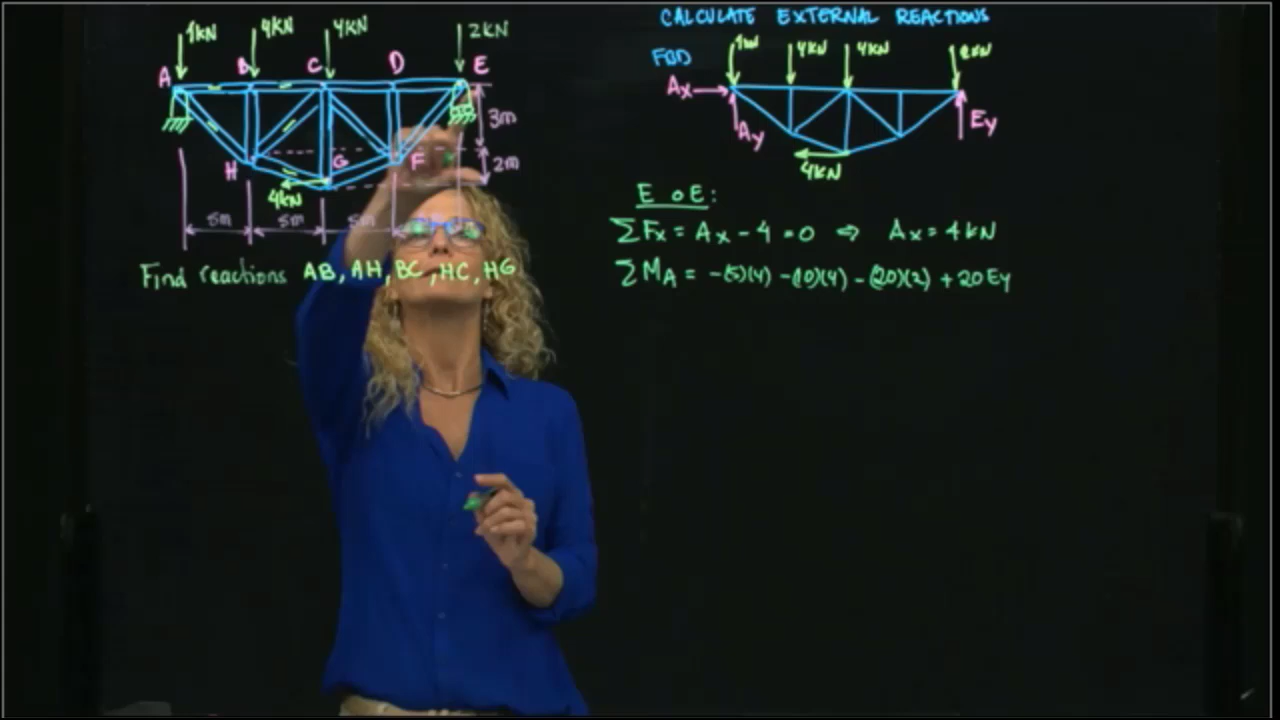 CALCULATE EXTERNAL REACTIONS
1KN 4KN 4KN 2KN
A B C D E
3m
H G F
2m
4KN
5m 5m 5m
Find reactions AB, AH, BC, HC, HG
FBD
1KN 4KN 4KN 2KN
Ax
Ay
Ey
4KN
E o E:
ΣFx = Ax - 4 = 0 ⇒ Ax = 4 KN
ΣMA = -(5)(4) - (10)(4) - (20)(2) + 20Ey